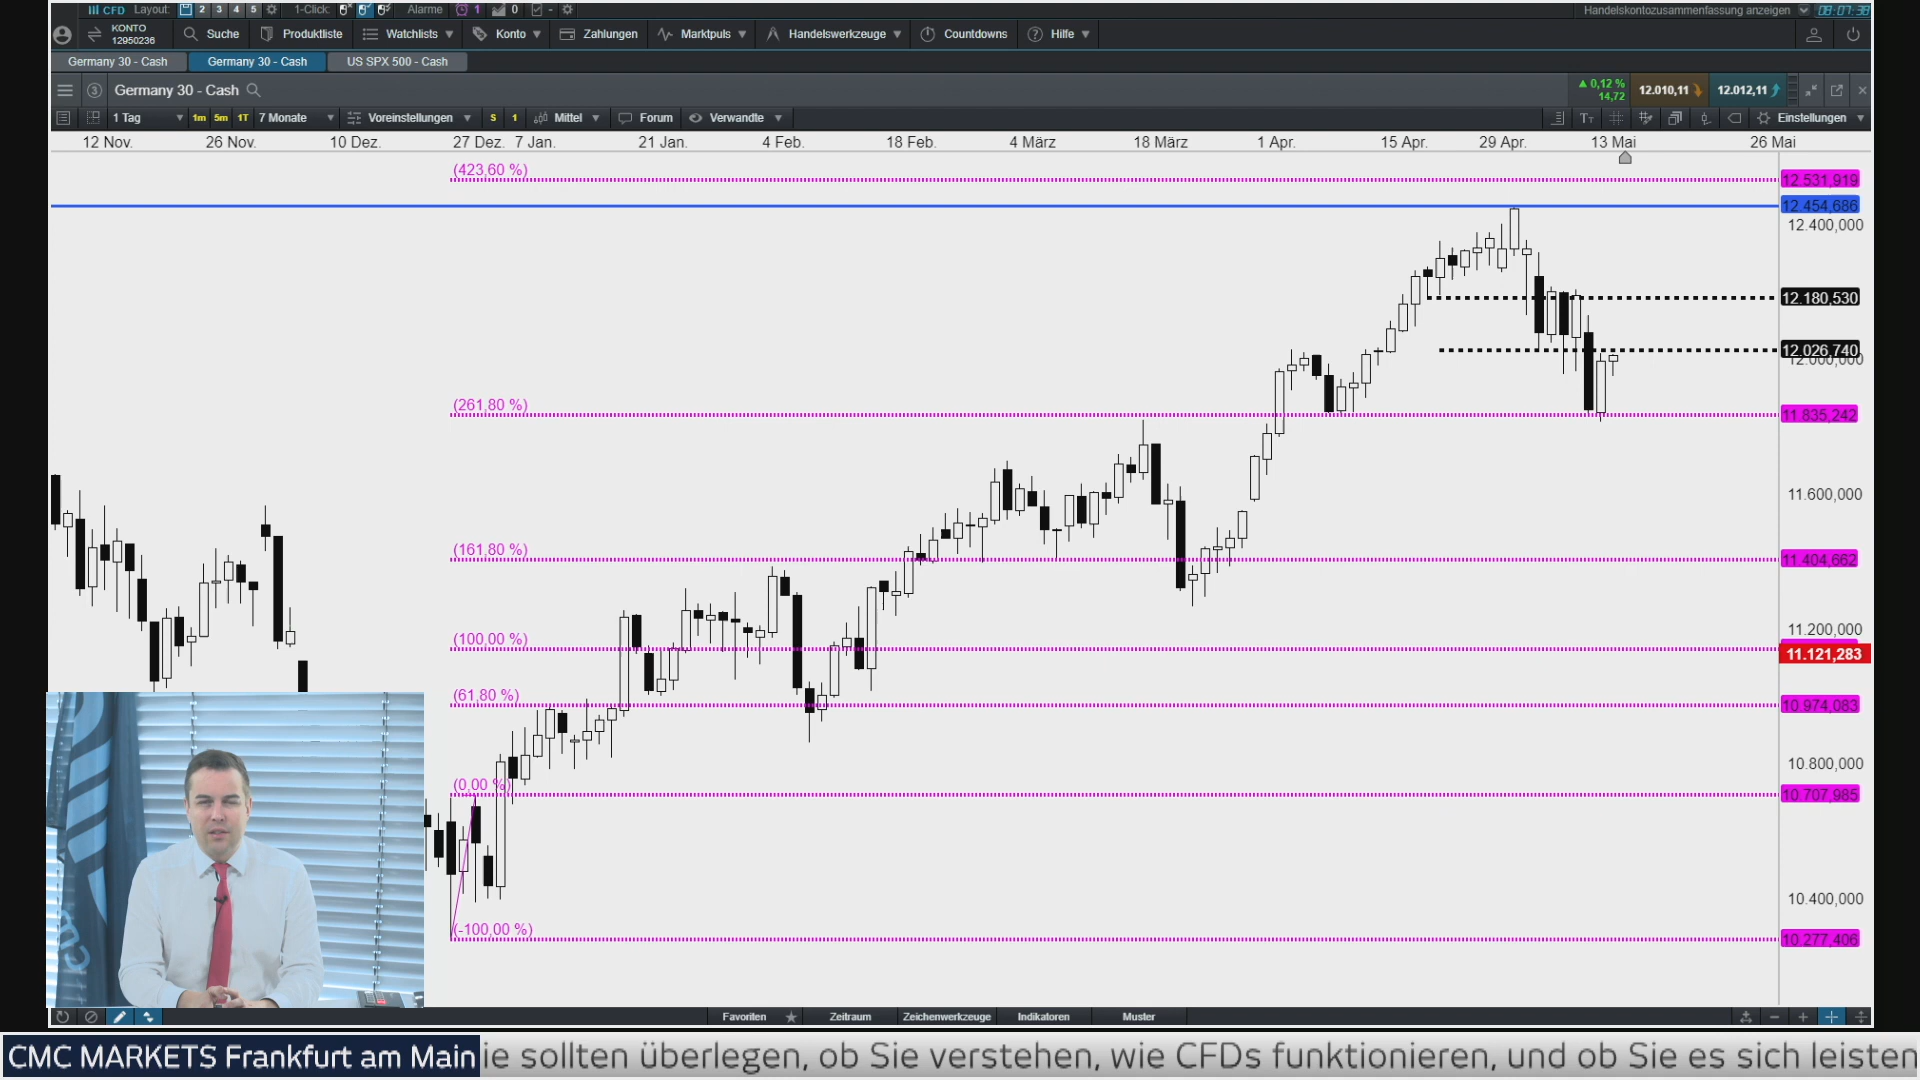 CFD Layout: 2 3 4 5 1-Click: Alarme 1 0 - Handelskontozusammenfassung anzeigen 08:07:38
KONTO 12950236 Suche Produktliste Watchlists Konto Zahlungen Marktpuls Handelswerkzeuge Countdowns Hilfe
Germany 30 - Cash Germany 30 - Cash US SPX 500 - Cash
3 Germany 30 - Cash 0,12 % 14,72 12.010,11 12.012,11
1 Tag 1m 5m 1T 7 Monate Voreinstellungen S 1 Mittel Forum Verwandte Einstellungen
12 Nov. 26 Nov. 10 Dez. 27 Dez. 7 Jan. 21 Jan. 4 Feb. 18 Feb. 4 März 18 März 1 Apr. 15 Apr. 29 Apr. 13 Mai 26 Mai
(423,60 %)
12.531,919
12.454,686
12.400,000
12.180,530
12.026,740
12.000,000
(261,80 %)
11.835,242
11.600,000
(161,80 %)
11.404,662
11.200,000
(100,00 %)
11.121,283
(61,80 %)
10.974,083
10.800,000
(0,00 %)
10.707,985
10.400,000
(-100,00 %)
10.277,406
Favoriten Zeitraum Zeichenwerkzeuge Indikatoren Muster
CMC MARKETS Frankfurt am Main
ie sollten überlegen, ob Sie verstehen, wie CFDs funktionieren, und ob Sie es sich leisten